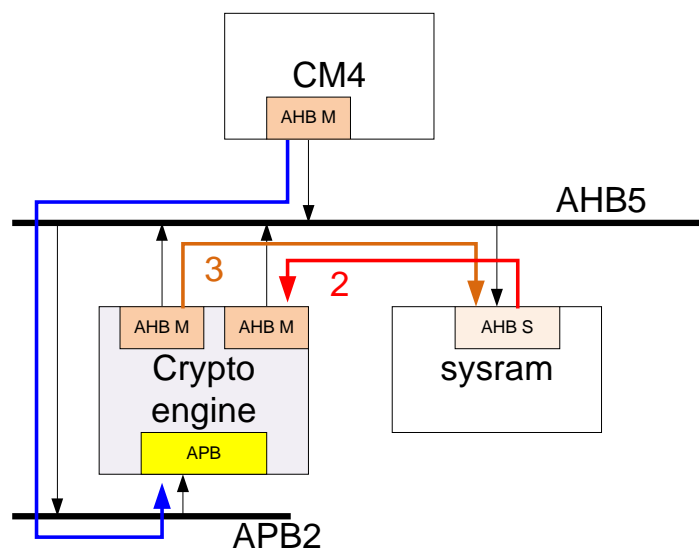 CM4
AHB M
AHB5
3
2
AHB M
AHB M
AHB S
Crypto
engine
sysram
APB
APB2